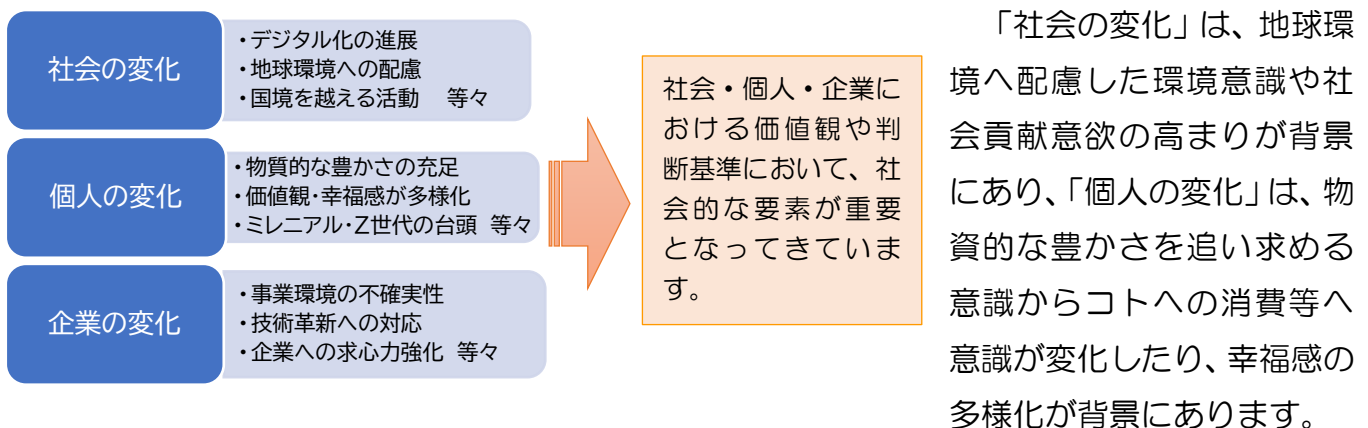 社会の変化
・デジタル化の進展
・地球環境への配慮
・国境を越える活動 等々
個人の変化
・物質的な豊かさの充足
・価値観・幸福感が多様化
・ミレニアル・Z世代の台頭 等々
企業の変化
・事業環境の不確実性
・技術革新への対応
・企業への求心力強化 等々
社会・個人・企業に
おける価値観や判
断基準において、社
会的な要素が重要
となってきていま
す。
「社会の変化」は、地球環
境へ配慮した環境意識や社
会貢献意欲の高まりが背景
にあり、「個人の変化」は、物
資的な豊かさを追い求める
意識からコトへの消費等へ
意識が変化したり、幸福感の
多様化が背景にあります。